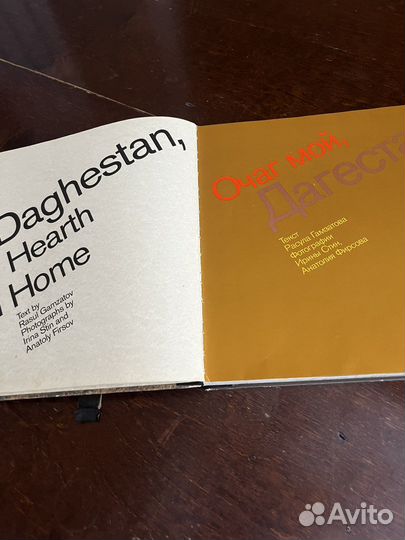 Daghestan,
Hearth
Home
Text by
Rasul Gamzatov
Photographs by
Irina Stin and
Anatoly Firsov
Очаг мой,
Дагеста
Текст
Расула Гамзатова
Фотографии
Ирины Стин,
Анатолия Фирсова
Avito